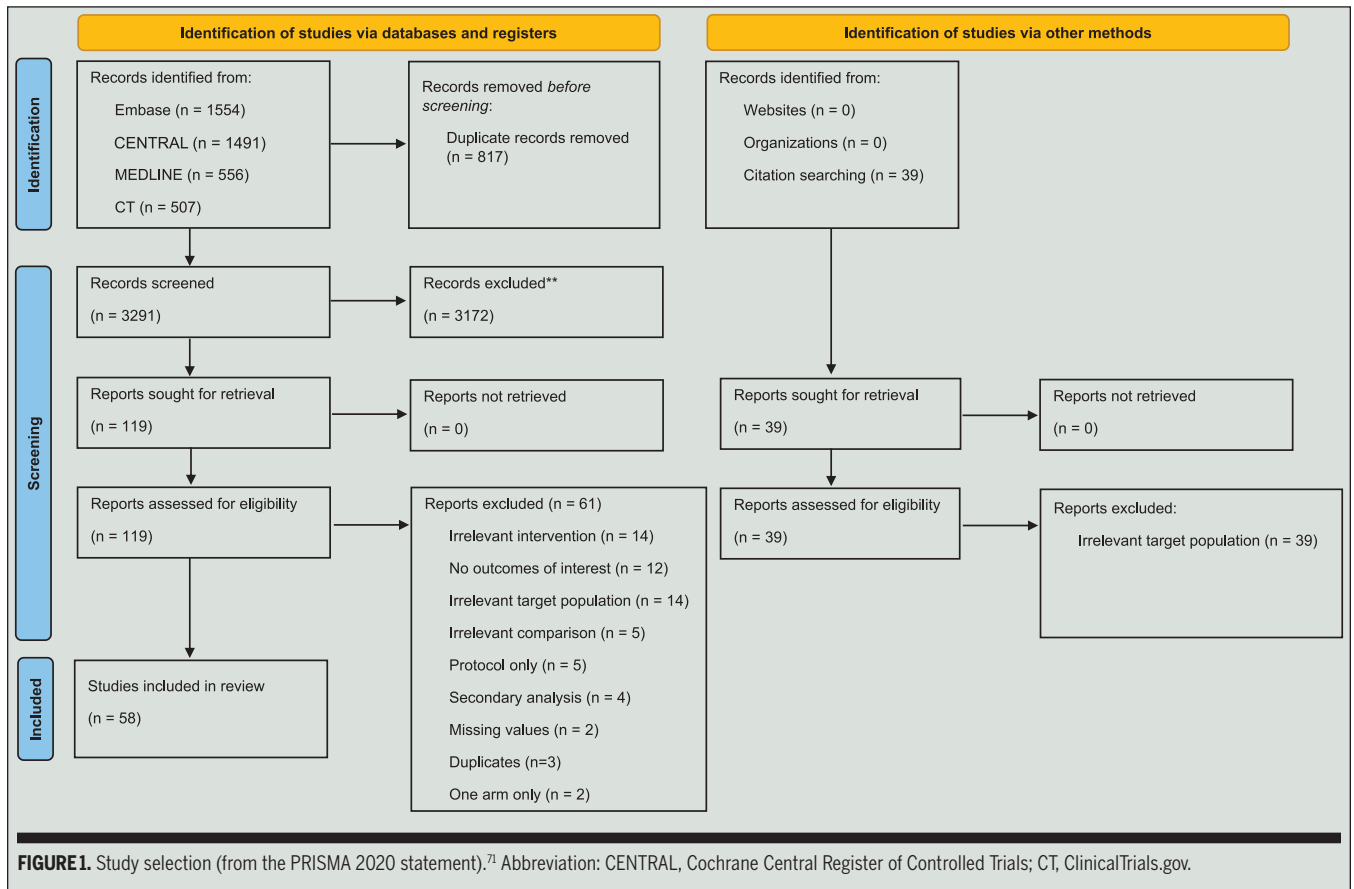 Identification of studies via databases and registers
Identification of studies via other methods
Identification
Records identified from:
Embase (n = 1554)
CENTRAL (n = 1491)
MEDLINE (n = 556)
CT (n = 507)
Records removed before
screening:
Duplicate records removed
(n = 817)
Records identified from:
Websites (n = 0)
Organizations (n = 0)
Citation searching (n = 39)
Screening
Records screened
(n = 3291)
Records excluded**
(n = 3172)
Reports sought for retrieval
(n = 119)
Reports not retrieved
(n = 0)
Reports sought for retrieval
(n = 39)
Reports not retrieved
(n = 0)
Reports assessed for eligibility
(n = 119)
Reports excluded (n = 61)
Irrelevant intervention (n = 14)
No outcomes of interest (n = 12)
Irrelevant target population (n = 14)
Irrelevant comparison (n = 5)
Protocol only (n = 5)
Secondary analysis (n = 4)
Missing values (n = 2)
Duplicates (n=3)
One arm only (n = 2)
Reports assessed for eligibility
(n = 39)
Reports excluded:
Irrelevant target population (n = 39)
Included
Studies included in review
(n = 58)
FIGURE 1. Study selection (from the PRISMA 2020 statement).71 Abbreviation: CENTRAL, Cochrane Central Register of Controlled Trials; CT, ClinicalTrials.gov.